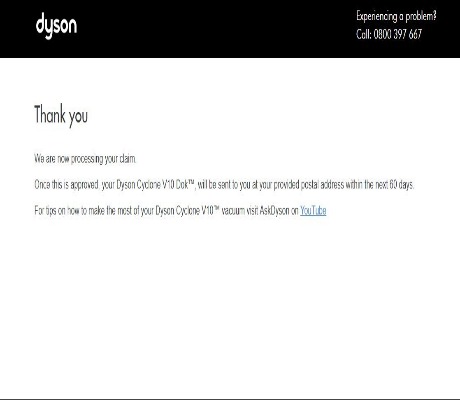 dyson
Experiencing a problem?
Call: 0800 397 667
Thank you
We are now processing your claim.
Once this is approved, your Dyson Cyclone V10 Dok™, will be sent to you at your provided postal address within the next 60 days.
For tips on how to make the most of your Dyson Cyclone V10™ vacuum visit AskDyson on YouTube